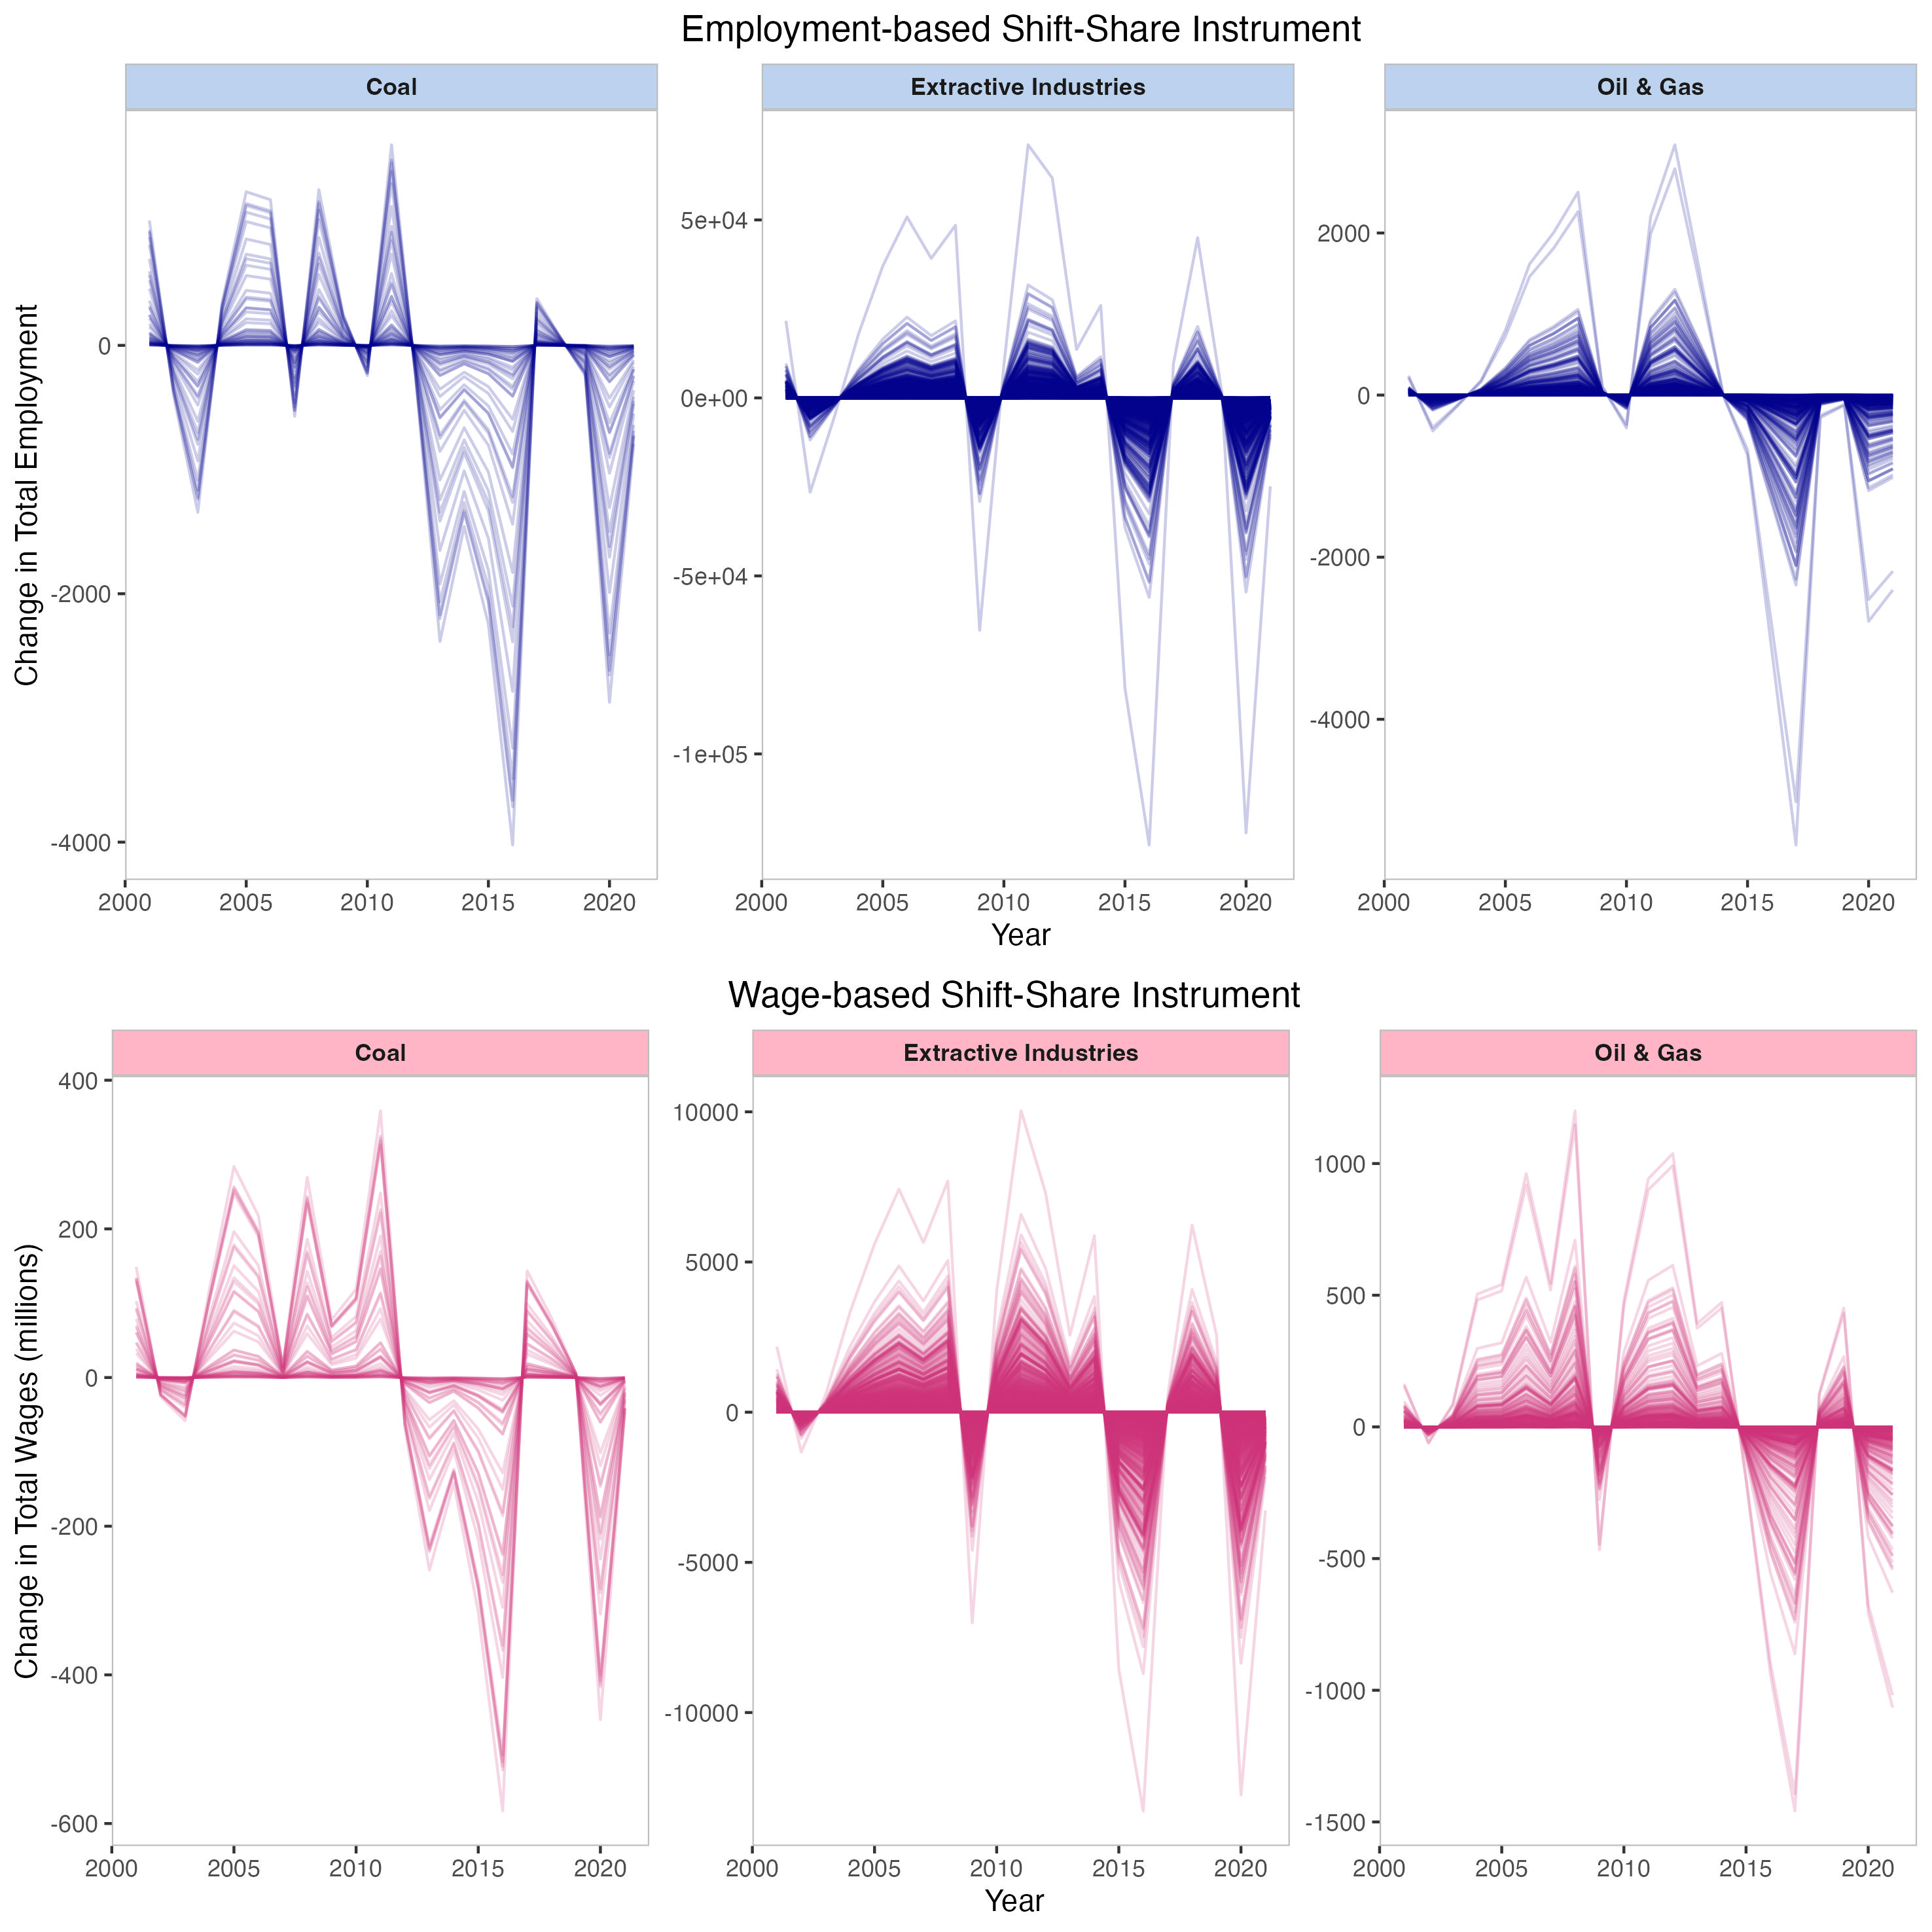 Employment-based Shift-Share Instrument
Coal
Extractive Industries
Oil & Gas
Change in Total Employment
0
-2000
-4000
5e+04
0e+00
-5e+04
-1e+05
2000
0
-2000
-4000
2000 2005 2010 2015 2020
2000 2005 2010 2015 2020
2000 2005 2010 2015 2020
Year
Wage-based Shift-Share Instrument
Coal
Extractive Industries
Oil & Gas
Change in Total Wages (millions)
400
200
0
-200
-400
-600
10000
5000
0
-5000
-10000
1000
500
0
-500
-1000
-1500
2000 2005 2010 2015 2020
2000 2005 2010 2015 2020
2000 2005 2010 2015 2020
Year